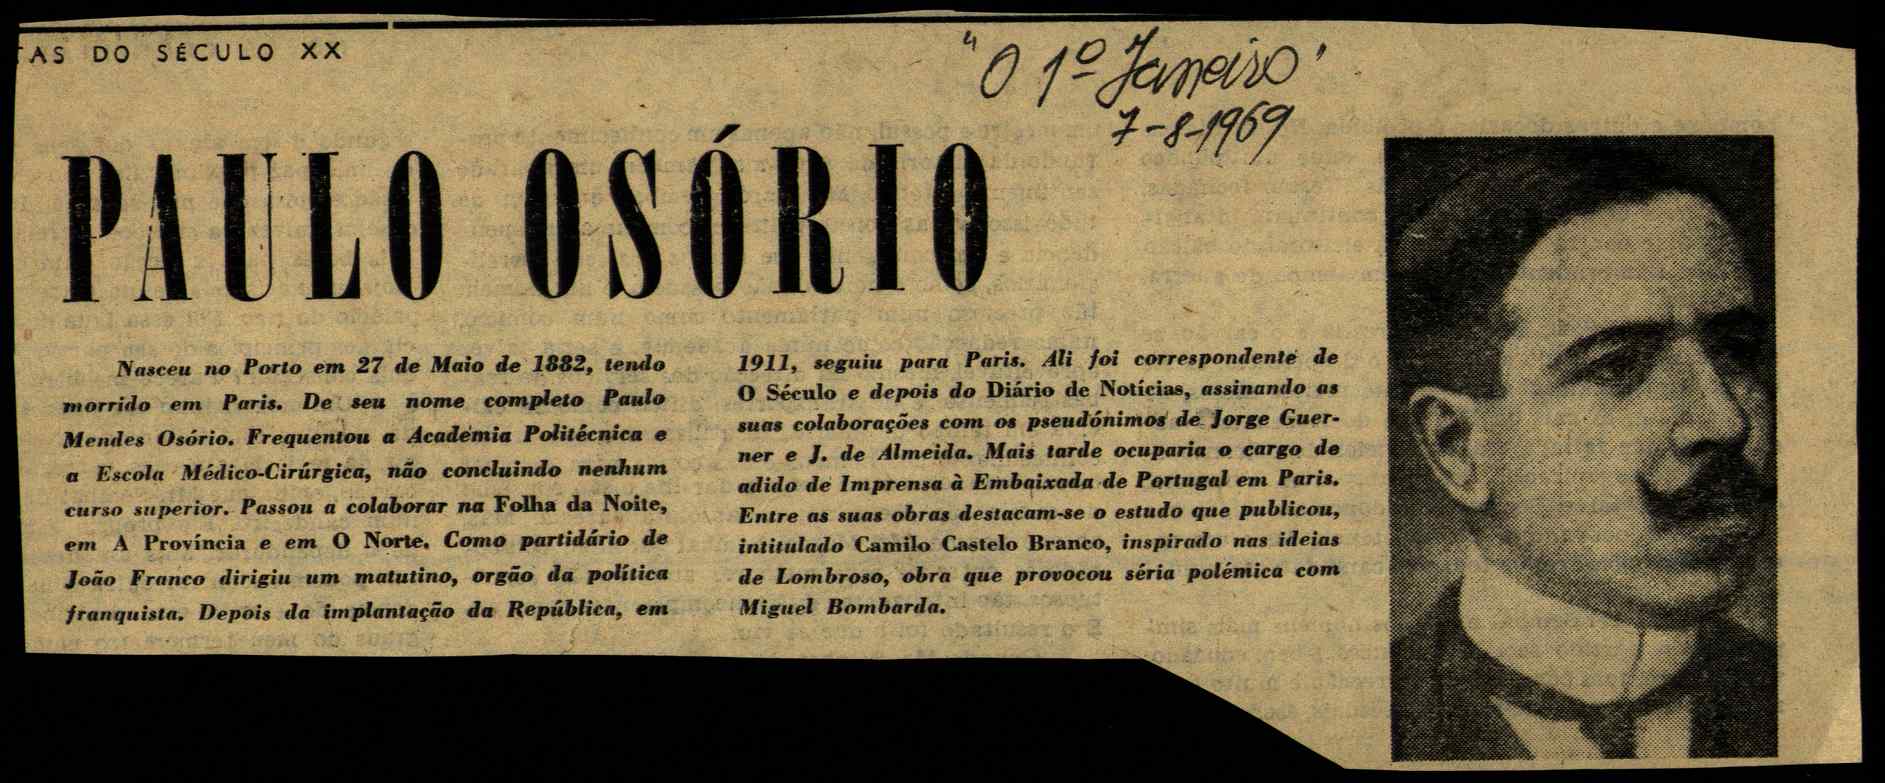 TAS DO SÉCULO XX
"O 1º Janeiro"
7-8-1969
PAULO OSÓRIO
Nasceu no Porto em 27 de Maio de 1882, tendo
morrido em Paris. De seu nome completo Paulo
Mendes Osório. Frequentou a Academia Politécnica e
a Escola Médico-Cirúrgica, não concluindo nenhum
curso superior. Passou a colaborar na Folha da Noite,
em A Província e em O Norte. Como partidário de
João Franco dirigiu um matutino, orgão da política
franquista. Depois da implantação da República, em
1911, seguiu para Paris. Ali foi correspondente de
O Século e depois do Diário de Notícias, assinando as
suas colaborações com os pseudónimos de Jorge Guer-
ner e J. de Almeida. Mais tarde ocuparia o cargo de
adido de Imprensa à Embaixada de Portugal em Paris.
Entre as suas obras destacam-se o estudo que publicou,
intitulado Camilo Castelo Branco, inspirado nas ideias
de Lombroso, obra que provocou séria polémica com
Miguel Bombarda.